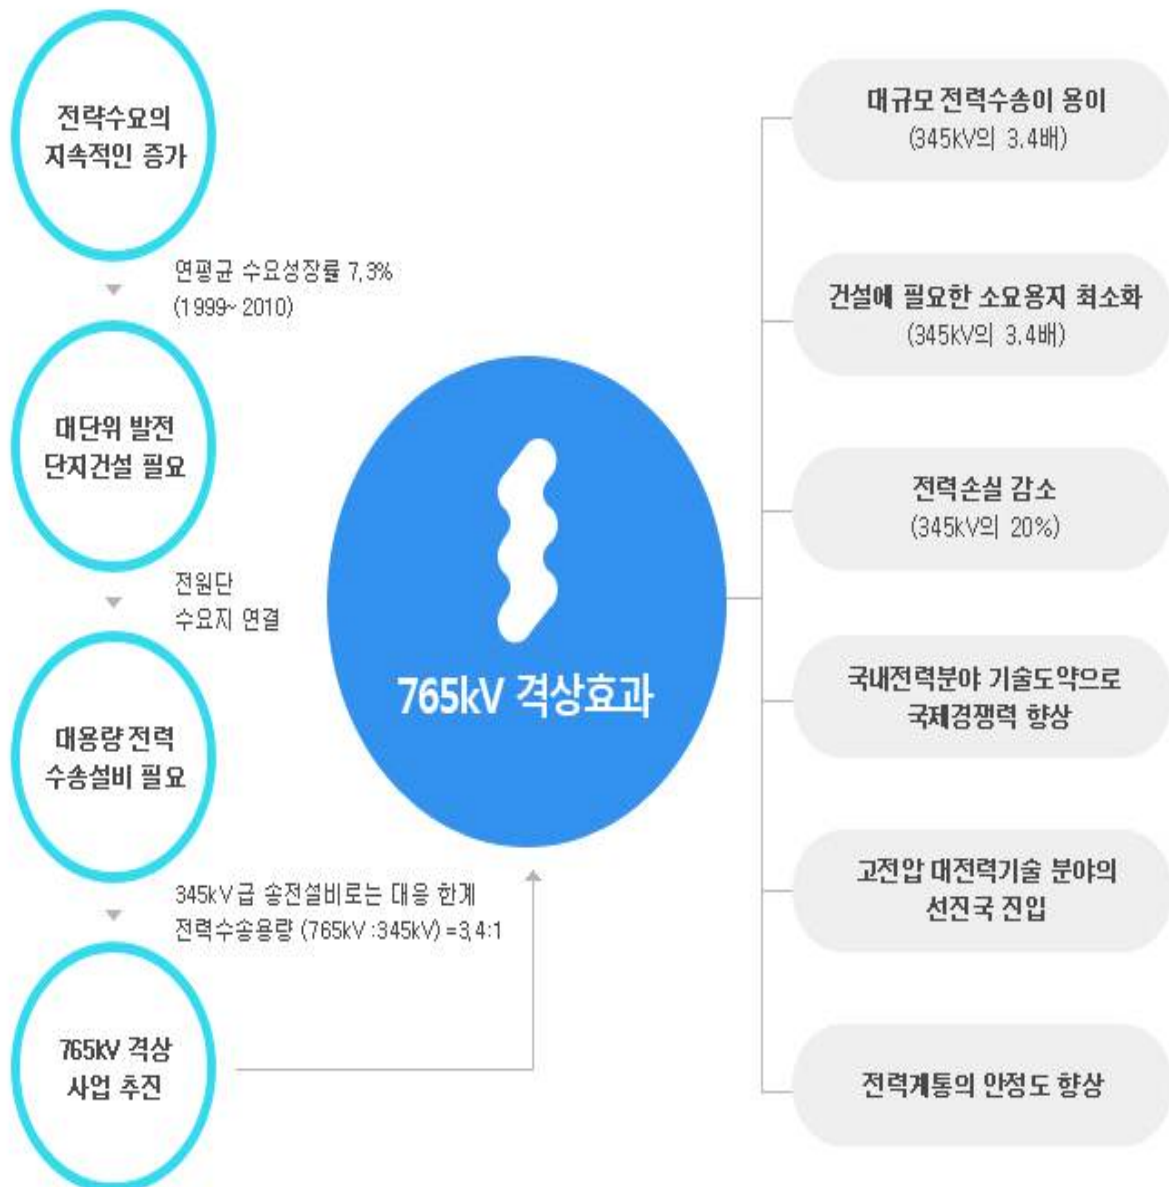 전략수요의
지속적인 증가
연평균 수요성장률 7.3%
(1999~2010)
대단위 발전
단지건설 필요
전원단
수요지 연결
대용량 전력
수송설비 필요
345kV급 송전설비로는 대응 한계
전력수송용량 (765kV :345kV) =3.4:1
765kV 격상
사업 추진
765kV 격상효과
대규모 전력수송이 용이
(345kV의 3.4배)
건설에 필요한 소요용지 최소화
(345kV의 3.4배)
전력손실 감소
(345kV의 20%)
국내전력분야 기술도약으로
국제경쟁력 향상
고전압 대전력기술 분야의
선진국 진입
전력계통의 안정도 향상